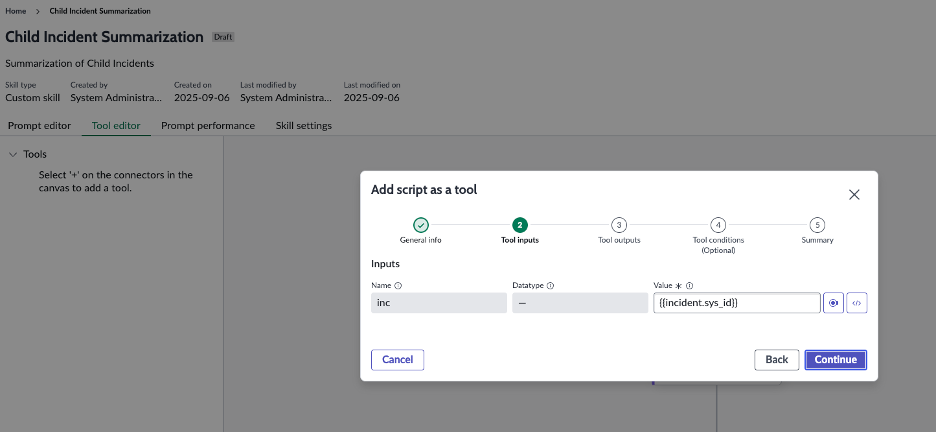 Home > Child Incident Summarization
Child Incident Summarization Draft
Summarization of Child Incidents
Skill type Created by Created on Last modified by Last modified on
Custom skill System Administra... 2025-09-06 System Administra... 2025-09-06
Prompt editor Tool editor Prompt performance Skill settings
Tools
Select '+' on the connectors in the
canvas to add a tool.
Add script as a tool
2 3 4 5
General info Tool inputs Tool outputs Tool conditions Summary
(Optional)
Inputs
Name Datatype Value *
inc — {{incident.sys_id}} </>
Cancel Back Continue